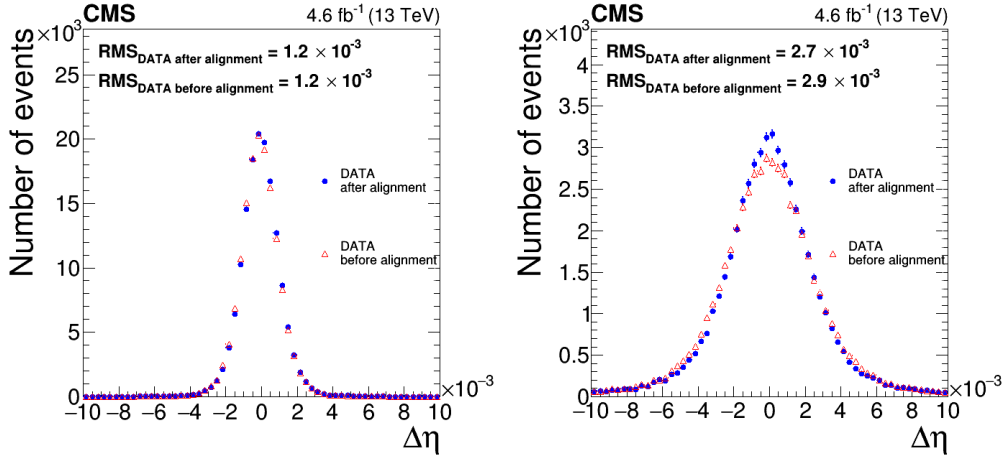 CMS 4.6 fb⁻¹ (13 TeV)
×10³
RMS_DATA after alignment = 1.2 × 10⁻³
RMS_DATA before alignment = 1.2 × 10⁻³
Number of events
25
20
15
10
5
0
DATA
after alignment
DATA
before alignment
−10 −8 −6 −4 −2 0 2 4 6 8 10
×10⁻³
Δη
CMS 4.6 fb⁻¹ (13 TeV)
×10³
RMS_DATA after alignment = 2.7 × 10⁻³
RMS_DATA before alignment = 2.9 × 10⁻³
Number of events
4
3.5
3
2.5
2
1.5
1
0.5
0
DATA
after alignment
DATA
before alignment
−10 −8 −6 −4 −2 0 2 4 6 8 10
×10⁻³
Δη